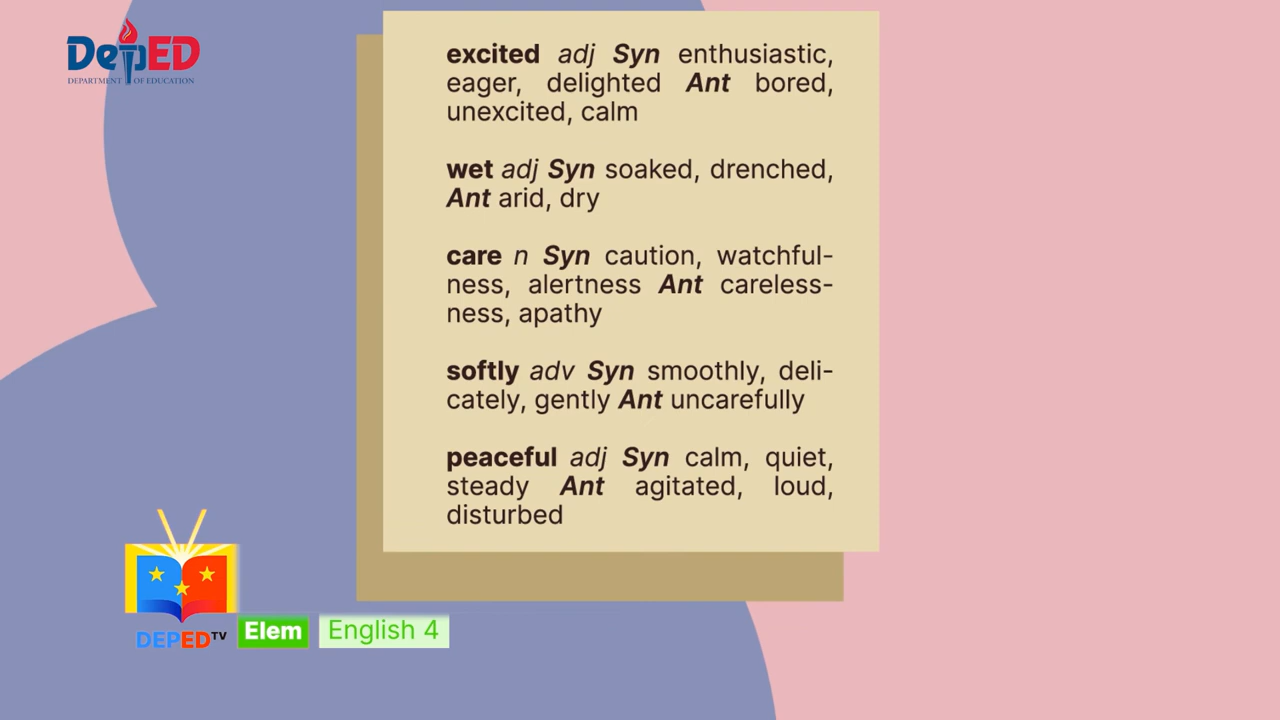 DepED
DEPARTMENT OF EDUCATION
excited adj Syn enthusiastic,
eager, delighted Ant bored,
unexcited, calm
wet adj Syn soaked, drenched,
Ant arid, dry
care n Syn caution, watchful-
ness, alertness Ant careless-
ness, apathy
softly adv Syn smoothly, deli-
cately, gently Ant uncarefully
peaceful adj Syn calm, quiet,
steady Ant agitated, loud,
disturbed
DEPED TV
Elem English 4